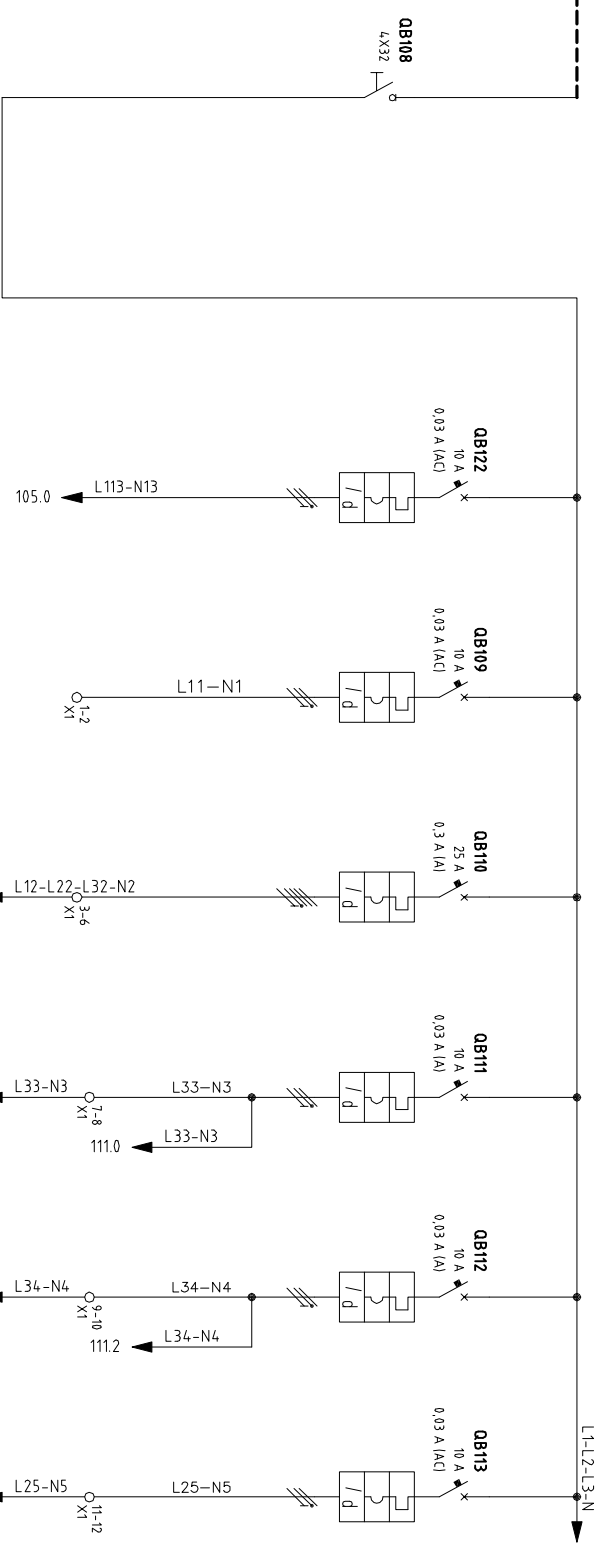 QB108
4X32
QB122
10 A
0,03 A (AC)
I d
L113-N13
105.0
QB109
10 A
0,03 A (AC)
I d
L11-N1
1-2
X1
QB110
25 A
0,3 A (A)
I d
L12-L22-L32-N2
3-6
X1
QB111
10 A
0,03 A (A)
I d
L33-N3
L33-N3
7-8
X1
L33-N3
111.0
QB112
10 A
0,03 A (A)
I d
L34-N4
L34-N4
9-10
X1
L34-N4
111.2
QB113
10 A
0,03 A (AC)
I d
L25-N5
L25-N5
11-12
X1
L1-L2-L3-N